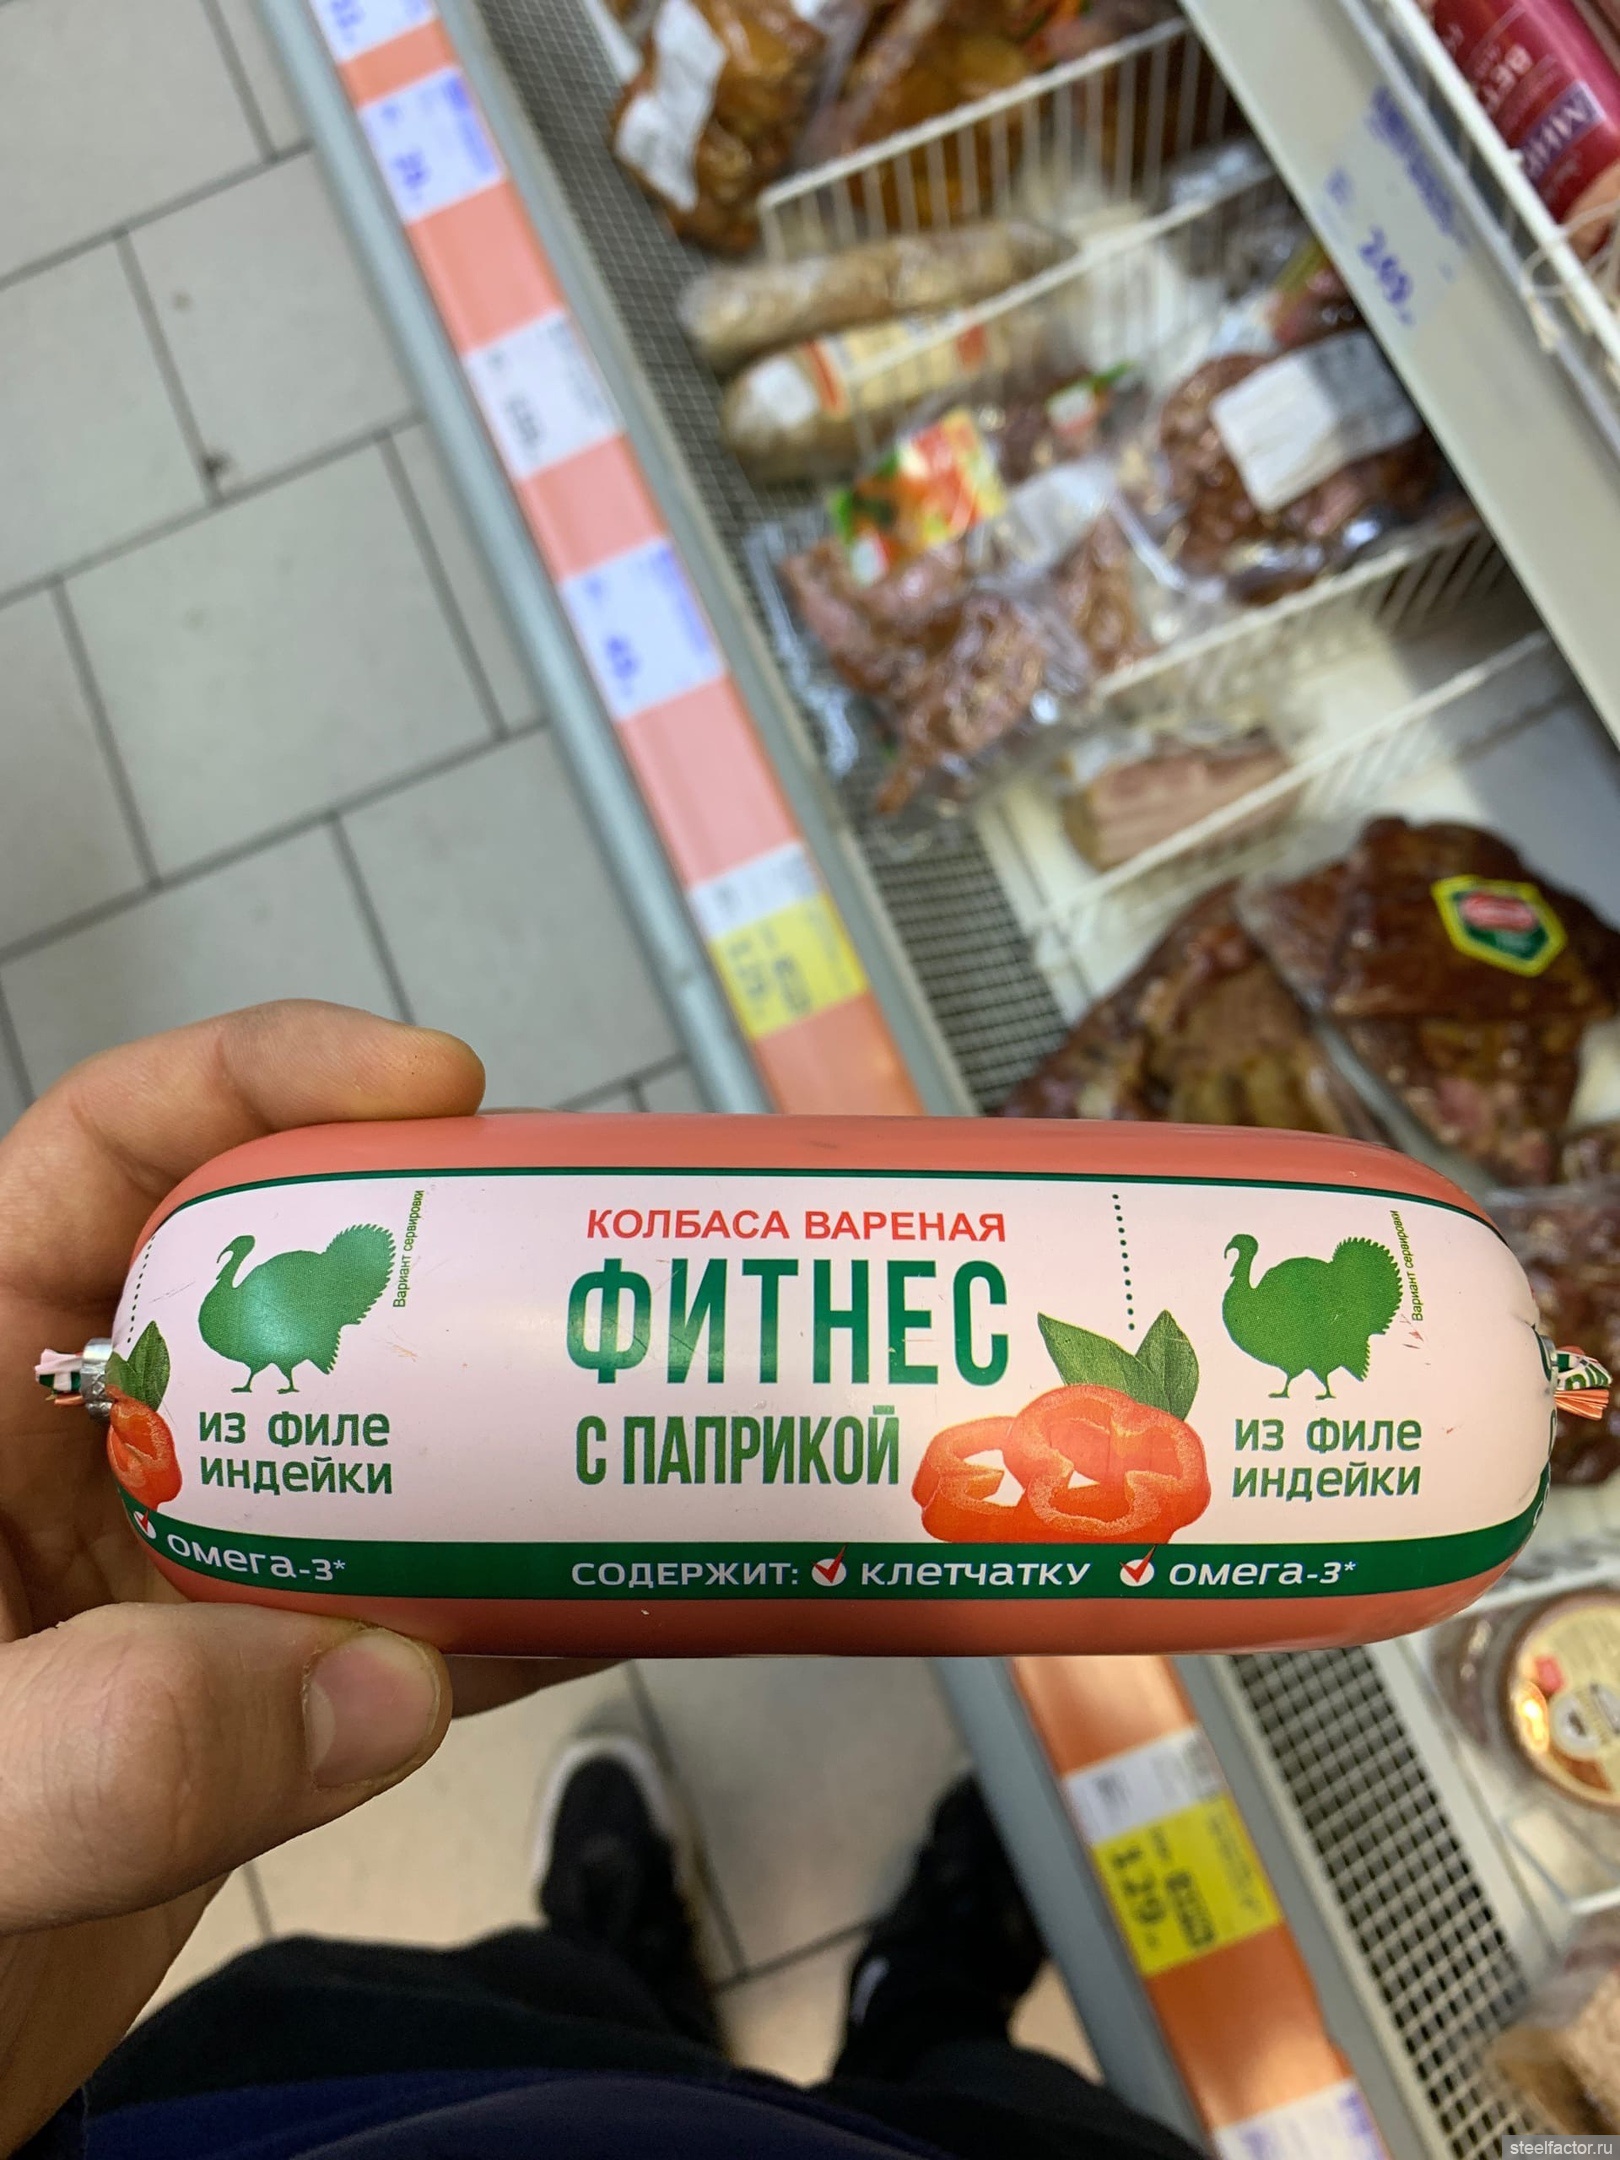 Вариант сервировки
из филе
индейки
омега-3*
КОЛБАСА ВАРЕНАЯ
ФИТНЕС
С ПАПРИКОЙ
СОДЕРЖИТ: клетчатку омега-3*
Вариант сервировки
из филе
индейки
steelfactor.ru